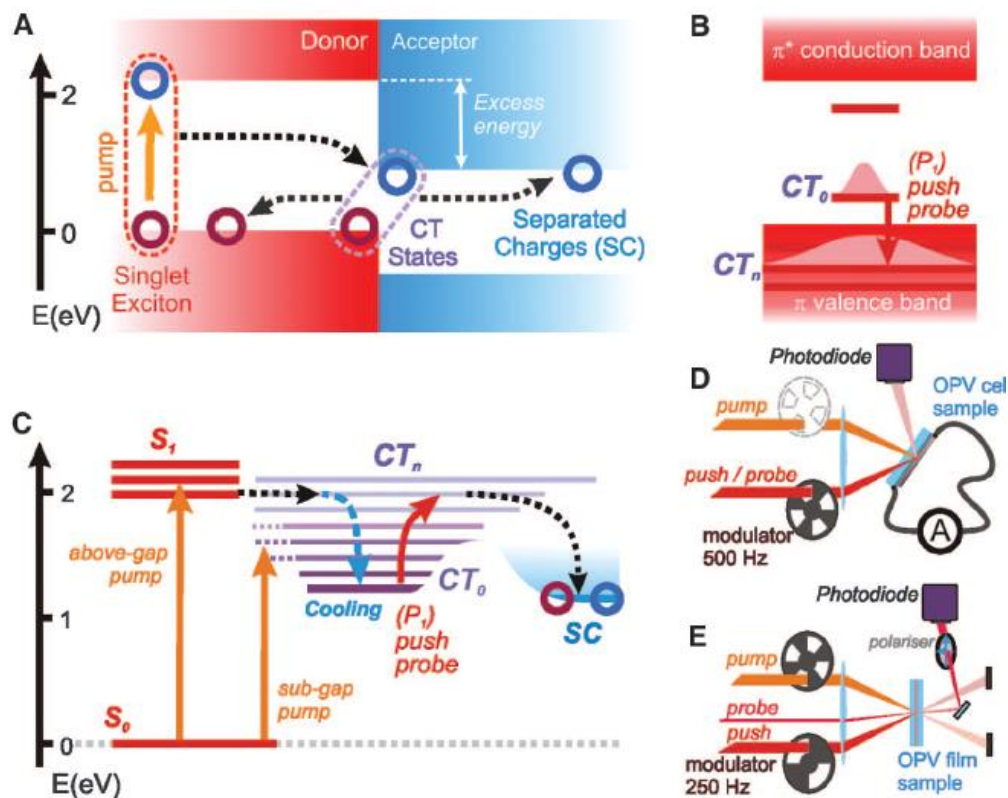 A
Donor
Acceptor
2
0
E(eV)
pump
Excess
energy
CT
States
Separated
Charges (SC)
Singlet
Exciton
B
π* conduction band
CT₀
(P₁)
push
probe
CTₙ
π valence band
C
S₁
CTₙ
2
above-gap
pump
CT₀
Cooling
(P₁)
push
probe
SC
1
sub-gap
pump
S₀
0
E(eV)
D
Photodiode
OPV cel
sample
pump
push / probe
modulator
500 Hz
A
E
Photodiode
polariser
pump
probe
push
modulator
250 Hz
OPV film
sample